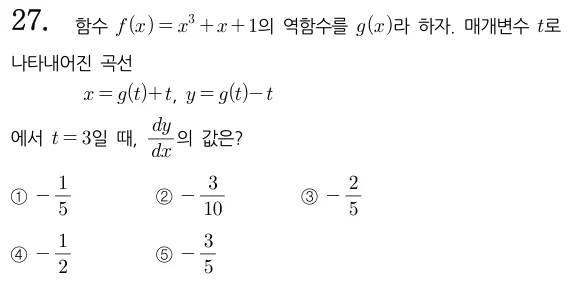 27. 함수 f(x)=x³+x+1의 역함수를 g(x)라 하자. 매개변수 t로
나타내어진 곡선
x=g(t)+t, y=g(t)-t
에서 t=3일 때, dy/dx의 값은?
① -1/5 ② -3/10 ③ -2/5
④ -1/2 ⑤ -3/5